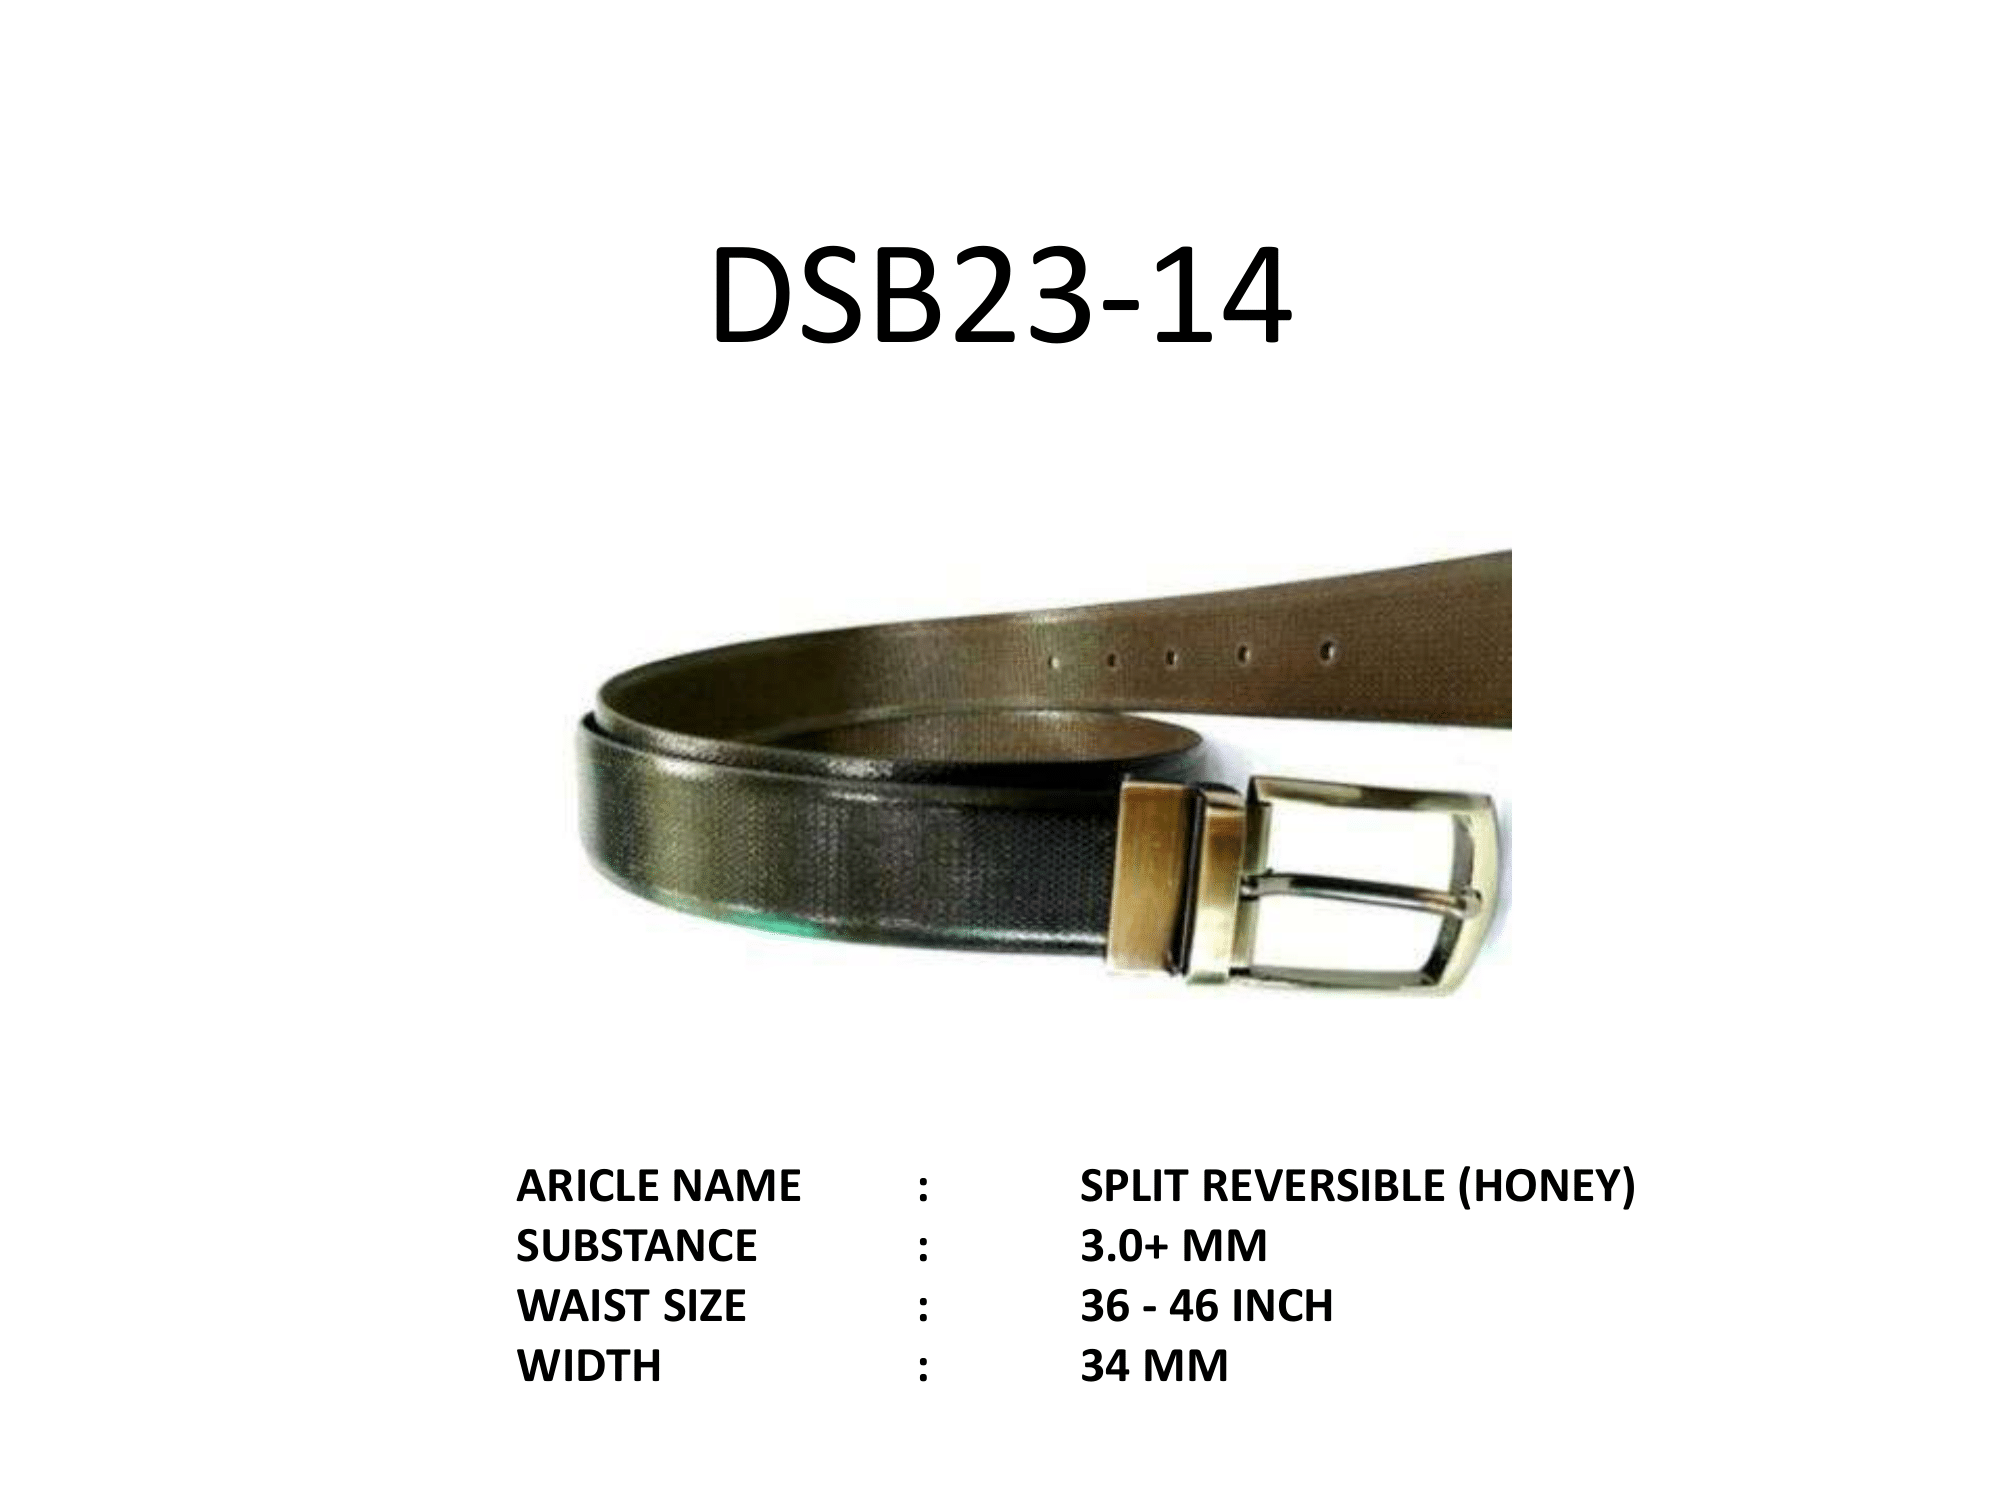 DSB23-14
ARICLE NAME : SPLIT REVERSIBLE (HONEY)
SUBSTANCE : 3.0+ MM
WAIST SIZE : 36 - 46 INCH
WIDTH : 34 MM